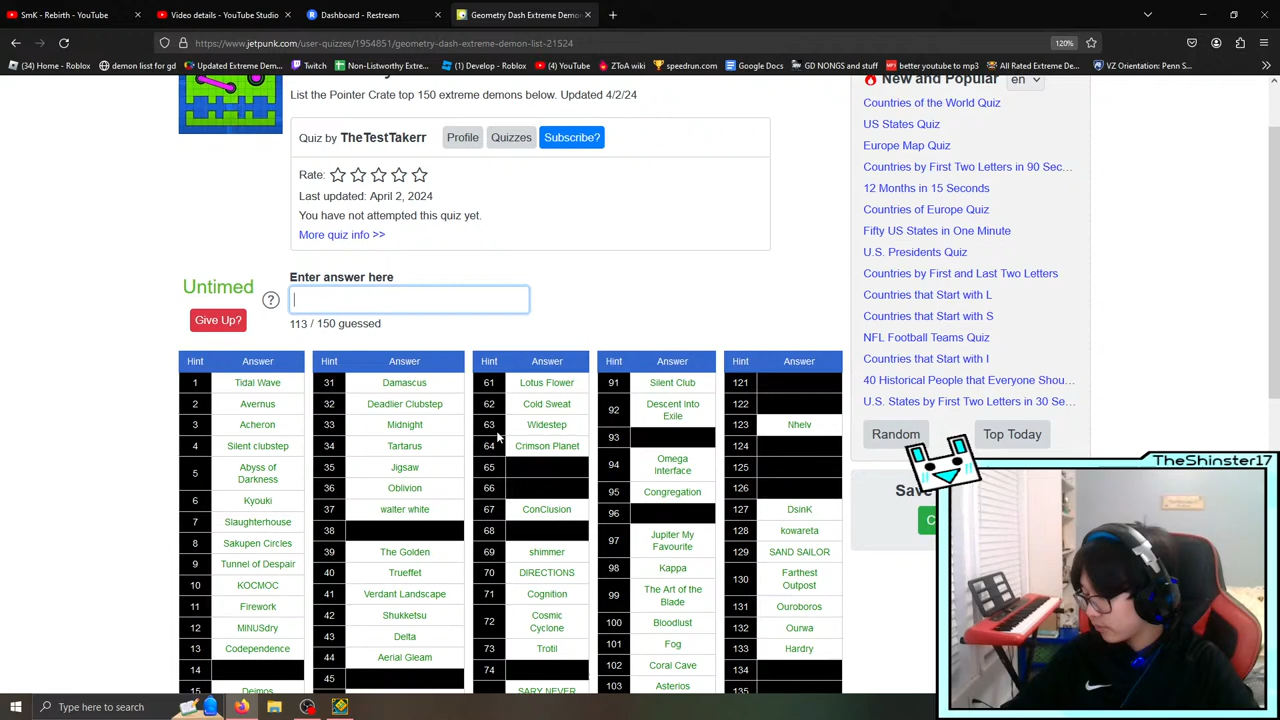 SmK - Rebirth - YouTube
Video details - YouTube Studio
Dashboard - Restream
Geometry Dash Extreme Demo
https://www.jetpunk.com/user-quizzes/1954851/geometry-dash-extreme-demon-list-21524
120%
(34) Home - Roblox
demon lisst for gd
Updated Extreme Dem...
Twitch
Non-Listworthy Extre...
(1) Develop - Roblox
(4) YouTube
ZToA wiki
speedrun.com
Google Docs
GD NONGS and stuff
better youtube to mp3
All Rated Extreme De...
VZ Orientation: Penn S...
List the Pointer Crate top 150 extreme demons below. Updated 4/2/24
Quiz by TheTestTakerr
Profile
Quizzes
Subscribe?
Rate:
Last updated: April 2, 2024
You have not attempted this quiz yet.
More quiz info >>
New and Popular
en
Countries of the World Quiz
US States Quiz
Europe Map Quiz
Countries by First Two Letters in 90 Sec...
12 Months in 15 Seconds
Countries of Europe Quiz
Fifty US States in One Minute
U.S. Presidents Quiz
Countries by First and Last Two Letters
Countries that Start with L
Countries that Start with S
NFL Football Teams Quiz
Countries that Start with I
40 Historical People that Everyone Shou...
U.S. States by First Two Letters in 30 Se...
Random
Top Today
Untimed
Give Up?
?
Enter answer here
113 / 150 guessed
Hint Answer
1 Tidal Wave
2 Avernus
3 Acheron
4 Silent clubstep
5 Abyss of
Darkness
6 Kyouki
7 Slaughterhouse
8 Sakupen Circles
9 Tunnel of Despair
10 KOCMOC
11 Firework
12 MINUSdry
13 Codependence
14
15 Deimos
Hint Answer
31 Damascus
32 Deadlier Clubstep
33 Midnight
34 Tartarus
35 Jigsaw
36 Oblivion
37 walter white
38
39 The Golden
40 Trueffet
41 Verdant Landscape
42 Shukketsu
43 Delta
44 Aerial Gleam
45
Hint Answer
61 Lotus Flower
62 Cold Sweat
63 Widestep
64 Crimson Planet
65
66
67 ConClusion
68
69 shimmer
70 DIRECTIONS
71 Cognition
72 Cosmic
Cyclone
73 Trotil
74
SARY NEVER
Hint Answer
91 Silent Club
92 Descent Into
Exile
93
94 Omega
Interface
95 Congregation
96
97 Jupiter My
Favourite
98 Kappa
99 The Art of the
Blade
100 Bloodlust
101 Fog
102 Coral Cave
103 Asterios
Hint Answer
121
122
123 Nhelv
124
125
126
127 DsinK
128 kowareta
129 SAND SAILOR
130 Farthest
Outpost
131 Ouroboros
132 Ourwa
133 Hardry
134
135
TheShinster17
Type here to search